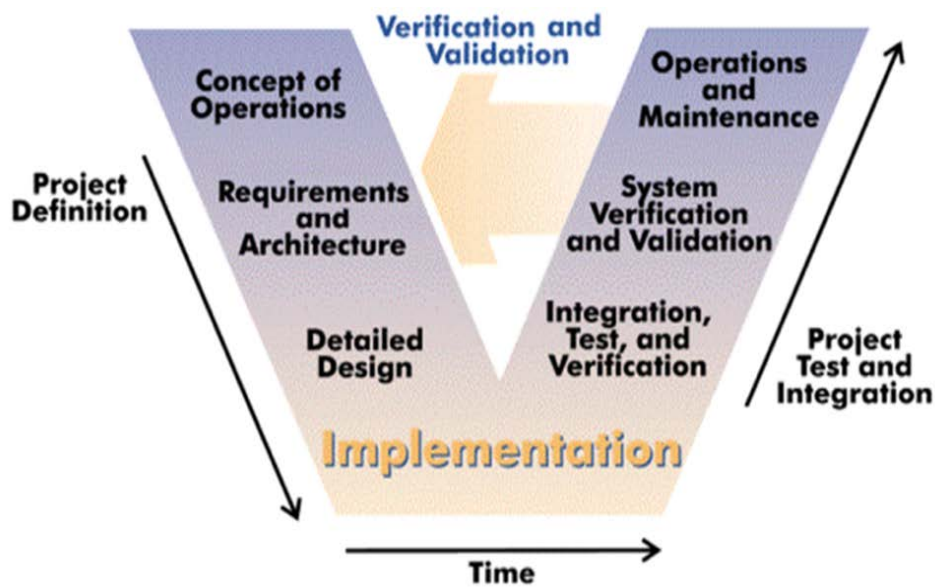 Verification and
Validation
Concept of
Operations
Operations
and
Maintenance
Project
Definition
Requirements
and
Architecture
System
Verification
and Validation
Detailed
Design
Integration,
Test, and
Verification
Project
Test and
Integration
Implementation
Time